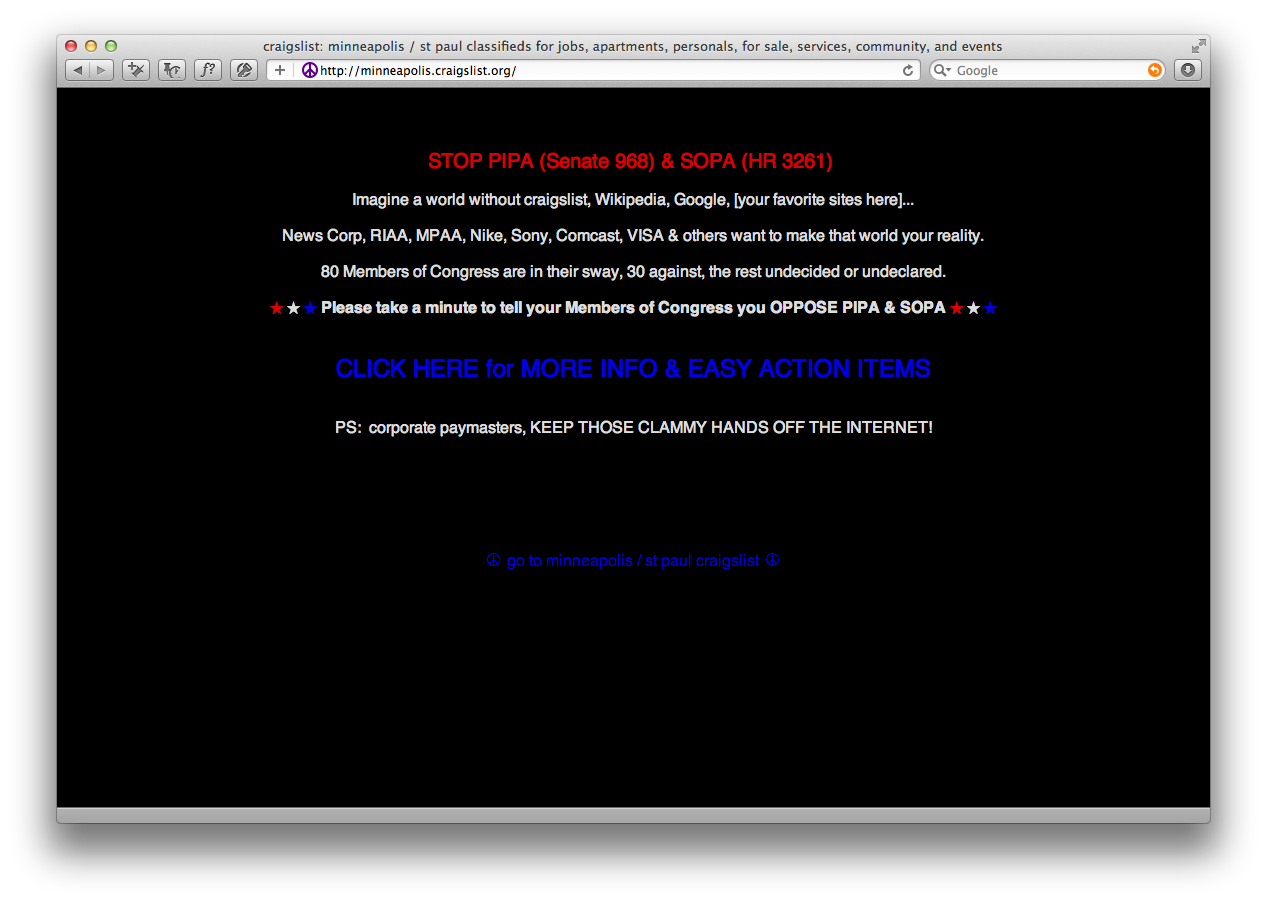 craigslist: minneapolis / st paul classifieds for jobs, apartments, personals, for sale, services, community, and events
f?
http://minneapolis.craigslist.org/
Google
STOP PIPA (Senate 968) & SOPA (HR 3261)
Imagine a world without craigslist, Wikipedia, Google, [your favorite sites here]...
News Corp, RIAA, MPAA, Nike, Sony, Comcast, VISA & others want to make that world your reality.
80 Members of Congress are in their sway, 30 against, the rest undecided or undeclared.
★★★ Please take a minute to tell your Members of Congress you OPPOSE PIPA & SOPA ★★★
CLICK HERE for MORE INFO & EASY ACTION ITEMS
PS: corporate paymasters, KEEP THOSE CLAMMY HANDS OFF THE INTERNET!
☮ go to minneapolis / st paul craigslist ☮